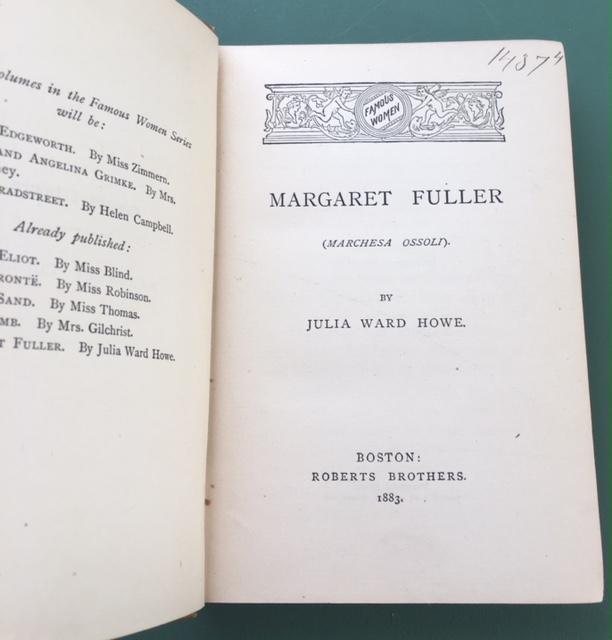 olumes in the Famous Women Series
will be:
EDGEWORTH. By Miss Zimmern.
AND ANGELINA GRIMKE. By Mrs.
ney.
RADSTREET. By Helen Campbell.
Already published:
ELIOT. By Miss Blind.
RONTË. By Miss Robinson.
SAND. By Miss Thomas.
MB. By Mrs. Gilchrist.
T FULLER. By Julia Ward Howe.
14874
FAMOUS
WOMEN
MARGARET FULLER
(MARCHESA OSSOLI).
BY
JULIA WARD HOWE.
BOSTON:
ROBERTS BROTHERS.
1883.